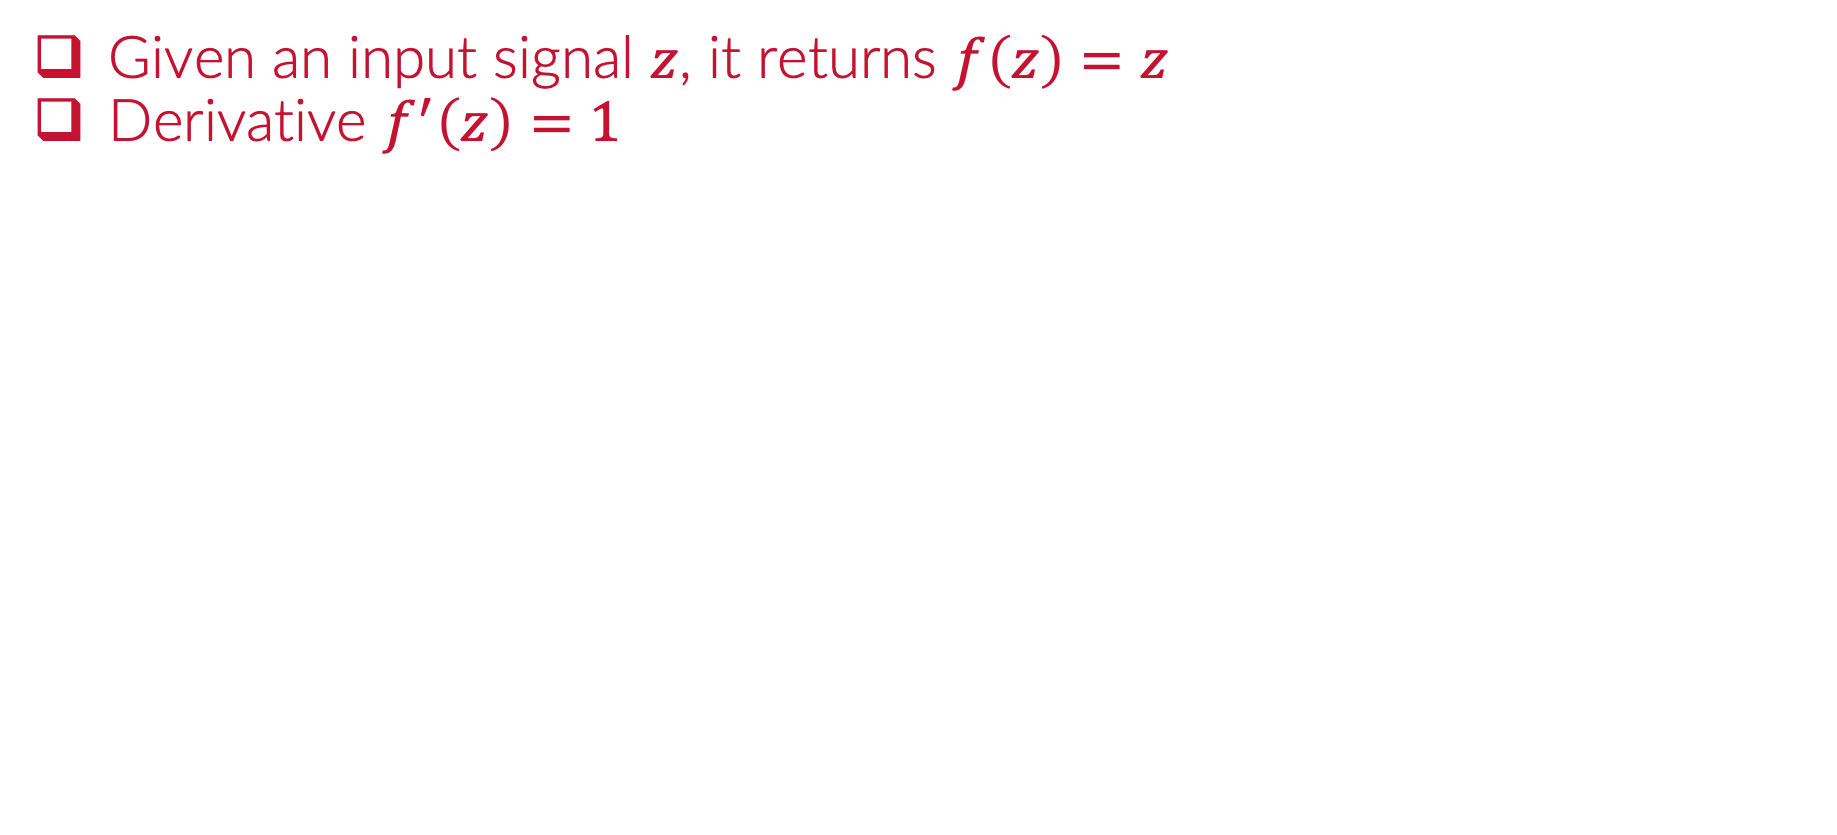 ❑ Given an input signal z, it returns f(z) = z
❑ Derivative f′(z) = 1